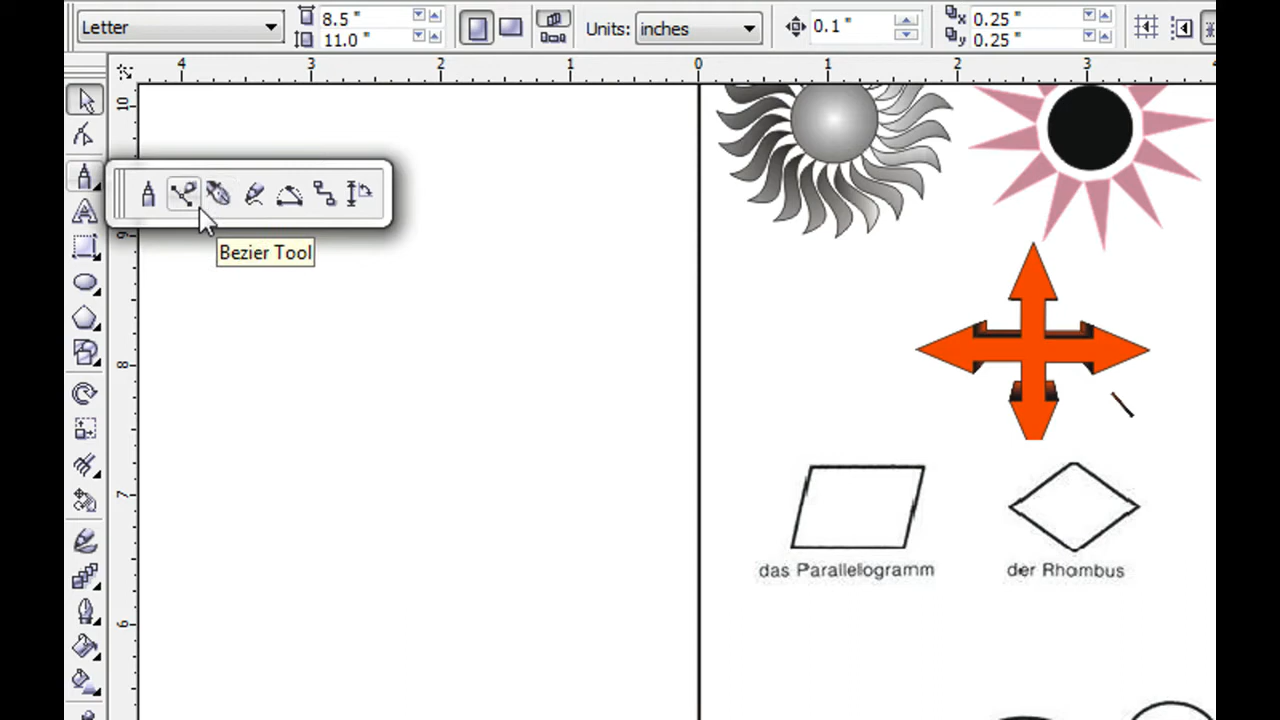 Letter
8.5 "
11.0 "
Units: inches
0.1 "
x 0.25 "
y 0.25 "
4 3 2 1 0 1 2 3 4
10
9
8
7
6
Bezier Tool
das Parallelogramm
der Rhombus